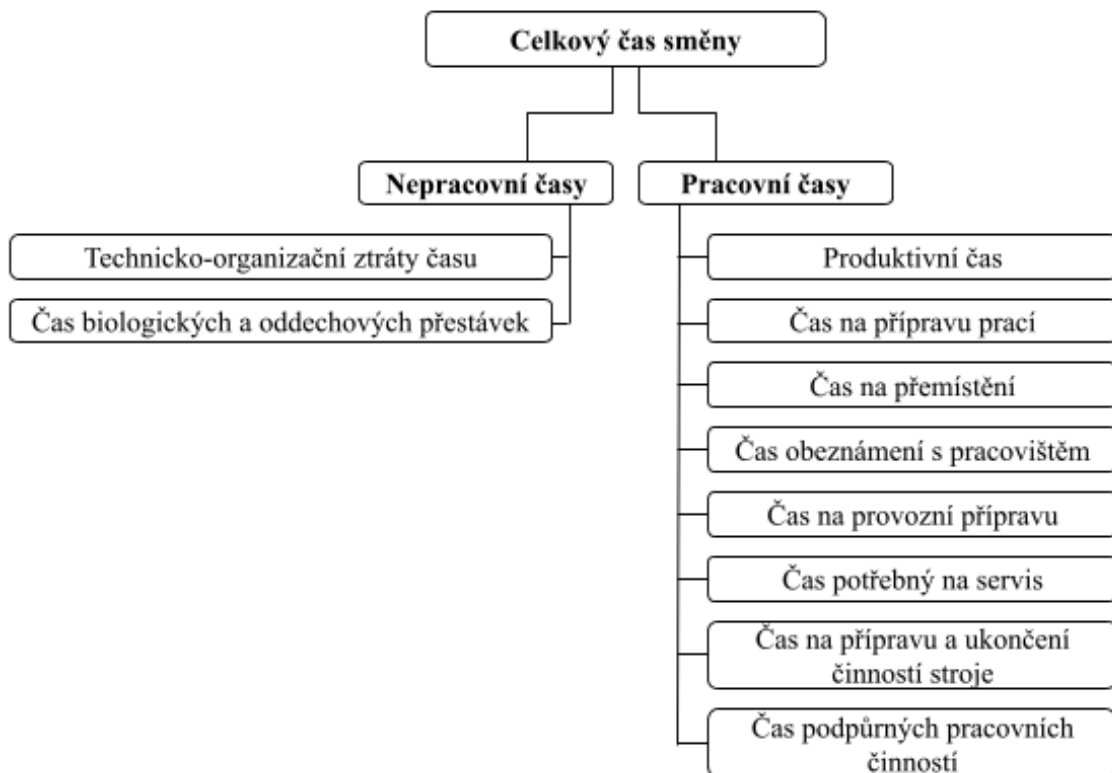 Celkový čas směny
Nepracovní časy
Pracovní časy
Technicko-organizační ztráty času
Čas biologických a oddechových přestávek
Produktivní čas
Čas na přípravu prací
Čas na přemístění
Čas obeznámení s pracovištěm
Čas na provozní přípravu
Čas potřebný na servis
Čas na přípravu a ukončení
činností stroje
Čas podpůrných pracovních
činností